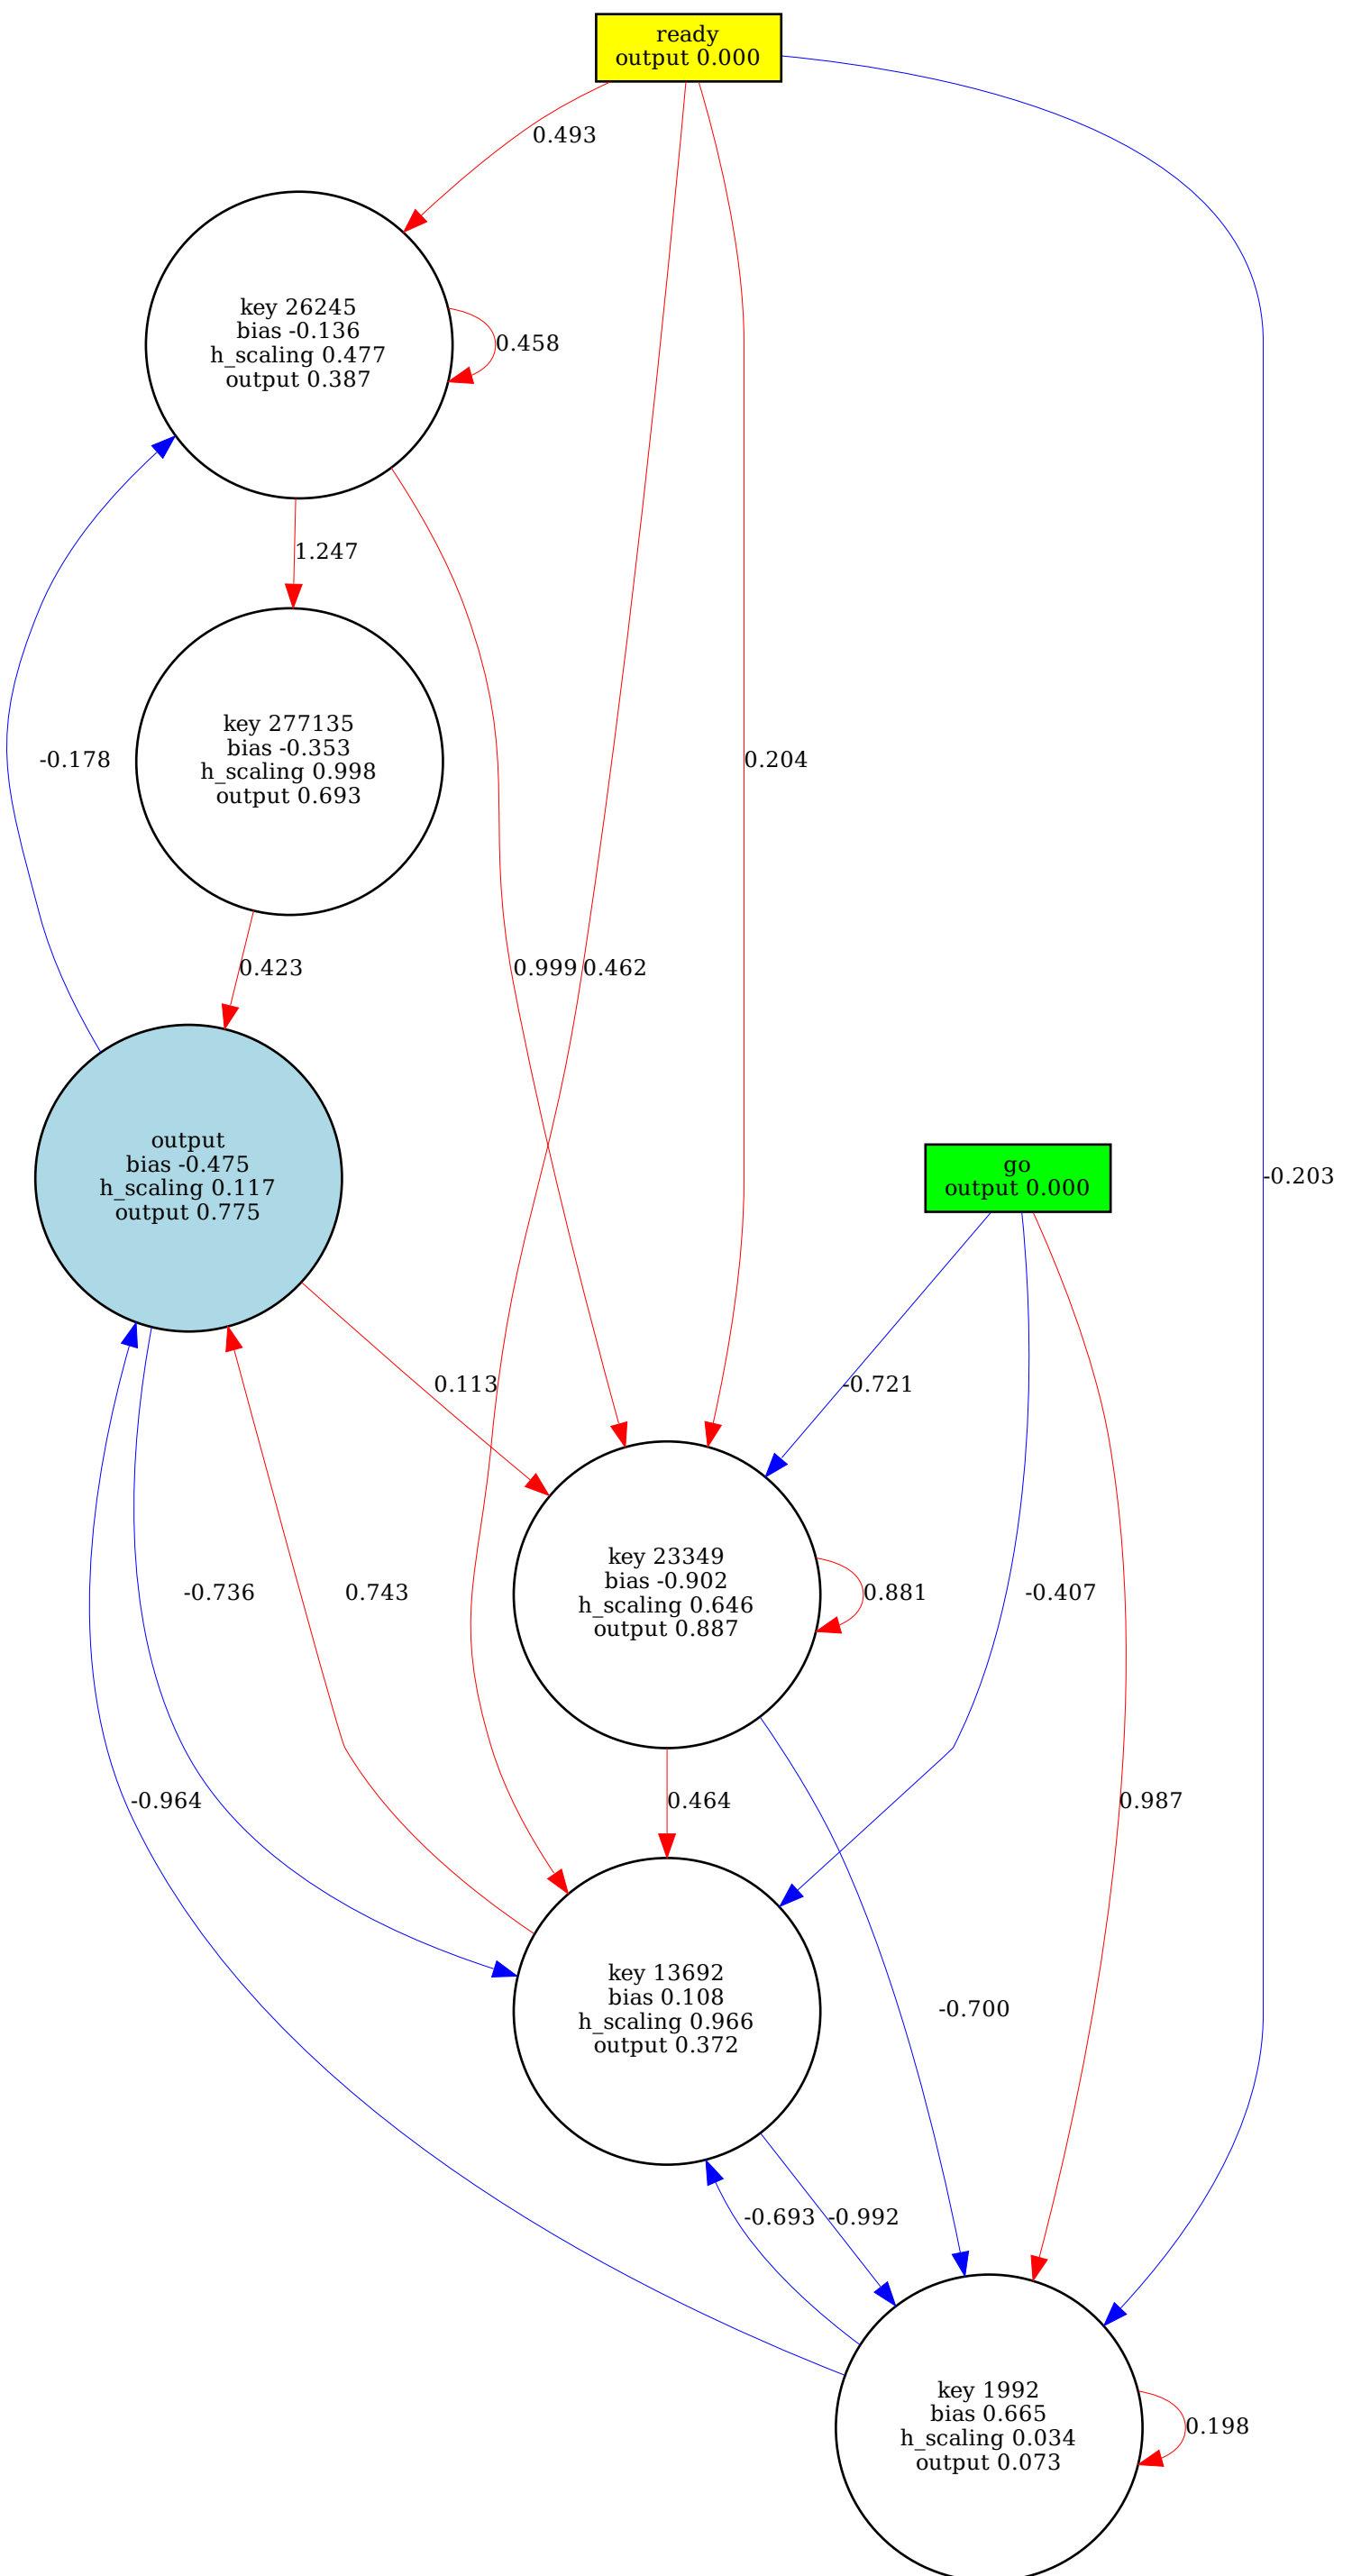 ready
output 0.000
0.493
key 26245
bias -0.136
h_scaling 0.477
output 0.387
0.458
1.247
key 277135
bias -0.353
h_scaling 0.998
output 0.693
-0.178
0.204
0.423
0.999
0.462
output
bias -0.475
h_scaling 0.117
output 0.775
go
output 0.000
-0.203
0.113
-0.721
key 23349
bias -0.902
h_scaling 0.646
output 0.887
-0.736
0.743
0.881
-0.407
-0.964
0.464
0.987
key 13692
bias 0.108
h_scaling 0.966
output 0.372
-0.700
-0.693
-0.992
key 1992
bias 0.665
h_scaling 0.034
output 0.073
0.198